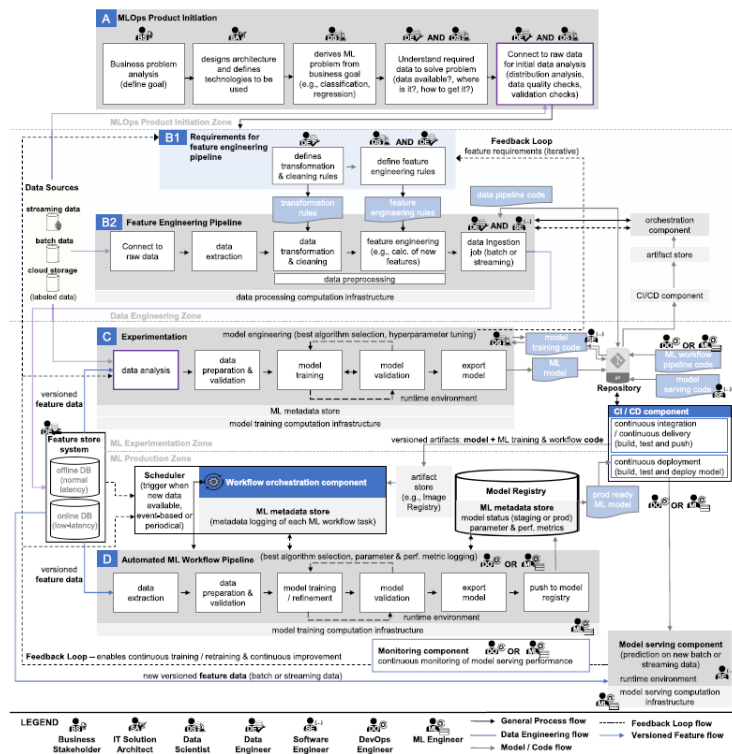 A MLOps Product Initiation
BS
SA
DS
DE AND DS
DE AND DS
Business problem
analysis
(define goal)
designs architecture
and defines
technologies to be
used
derives ML
problem from
business goal
(e.g., classification,
regression)
Understand required
data to solve problem
(data available?, where
is it?, how to get it?)
Connect to raw data
for initial data analysis
(distribution analysis,
data quality checks,
validation checks)
MLOps Product Initiation Zone
B1 Requirements for
feature engineering
pipeline
DE
DS AND DE
defines
transformation
& cleaning rules
define feature
engineering rules
Feedback Loop
feature requirements (iterative)
Data Sources
streaming data
batch data
cloud storage
(labeled data)
transformation
rules
feature
engineering rules
data pipeline code
B2 Feature Engineering Pipeline
DE AND SE
Connect to
raw data
data
extraction
data
transformation
& cleaning
feature engineering
(e.g., calc. of new
features)
data Ingestion
job (batch or
streaming)
data preprocessing
data processing computation infrastructure
orchestration
component
artifact store
CI/CD component
Data Engineering Zone
C Experimentation
model engineering (best algorithm selection, hyperparameter tuning)
DS
data analysis
data
preparation &
validation
model
training
model
validation
export
model
runtime environment
ML metadata store
model training computation infrastructure
model
training code
SE
ML
model
Repository
DO OR ML
ML workflow
pipeline code
model
serving code
SE
versioned
feature data
DE
Feature store
system
offline DB
(normal
latency)
online DB
(low-latency)
ML Experimentation Zone
ML Production Zone
versioned artifacts: model + ML training & workflow code
CI / CD component
continuous integration
/ continuous delivery
(build, test and push)
continuous deployment
(build, test and deploy model)
DO OR ML
Scheduler
(trigger when
new data
available,
event-based or
periodical)
Workflow orchestration component
ML metadata store
(metadata logging of each ML workflow task)
artifact
store
(e.g., Image
Registry)
Model Registry
ML metadata store
model status (staging or prod)
parameter & perf. metrics
prod ready
ML model
versioned
feature data
D Automated ML Workflow Pipeline
(best algorithm selection, parameter & perf. metric logging)
DO OR ML
data
extraction
data
preparation &
validation
model training
/ refinement
model
validation
export
model
push to model
registry
runtime environment
model training computation infrastructure
ML
Feedback Loop – enables continuous training / retraining & continuous improvement
Monitoring component
DO OR ML
continuous monitoring of model serving performance
new versioned feature data (batch or streaming data)
Model serving component
(prediction on new batch or
streaming data)
runtime environment
SE
ML
model serving computation
infrastructure
LEGEND
BS
Business
Stakeholder
SA
IT Solution
Architect
DS
Data
Scientist
DE
Data
Engineer
SE
Software
Engineer
DO
DevOps
Engineer
ML
ML Engineer
General Process flow
Data Engineering flow
Model / Code flow
Feedback Loop flow
Versioned Feature flow